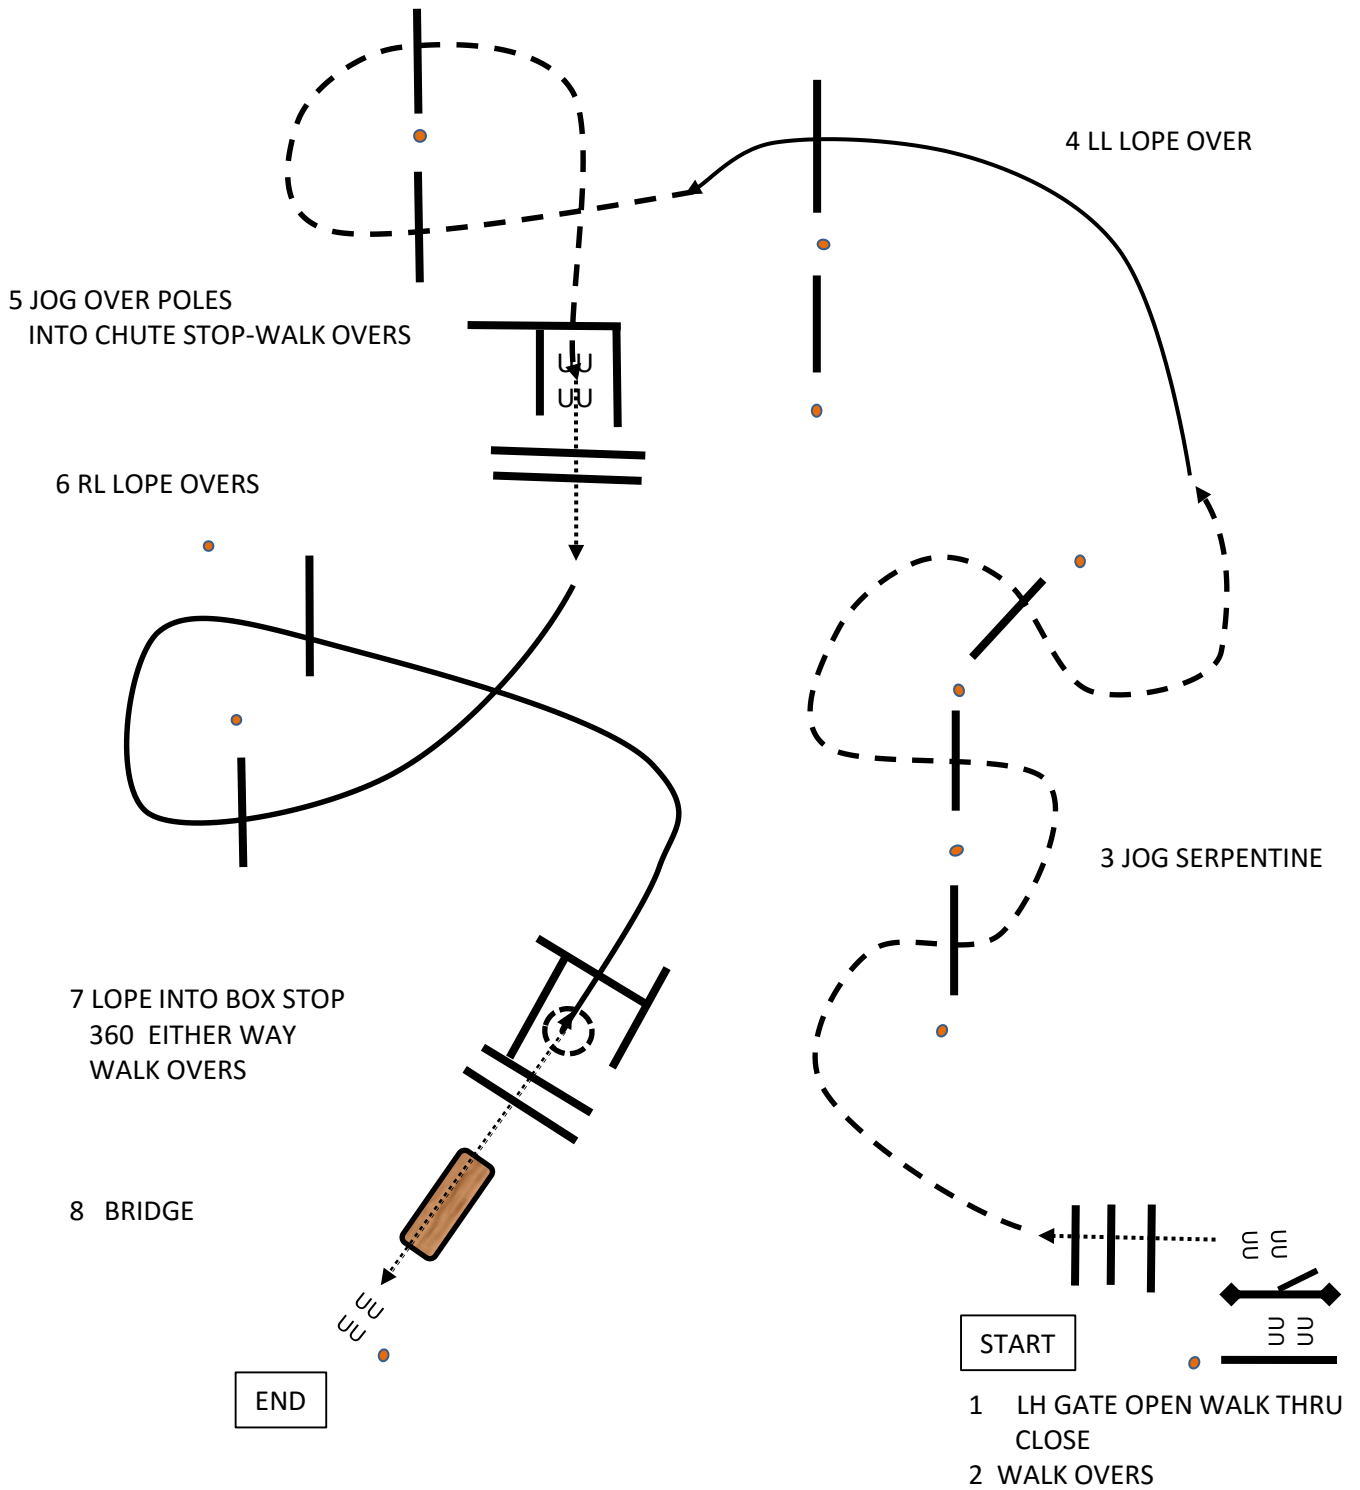 4 LL LOPE OVER
5 JOG OVER POLES
INTO CHUTE STOP-WALK OVERS
6 RL LOPE OVERS
3 JOG SERPENTINE
7 LOPE INTO BOX STOP
360 EITHER WAY
WALK OVERS
8 BRIDGE
START
END
1 LH GATE OPEN WALK THRU
CLOSE
2 WALK OVERS